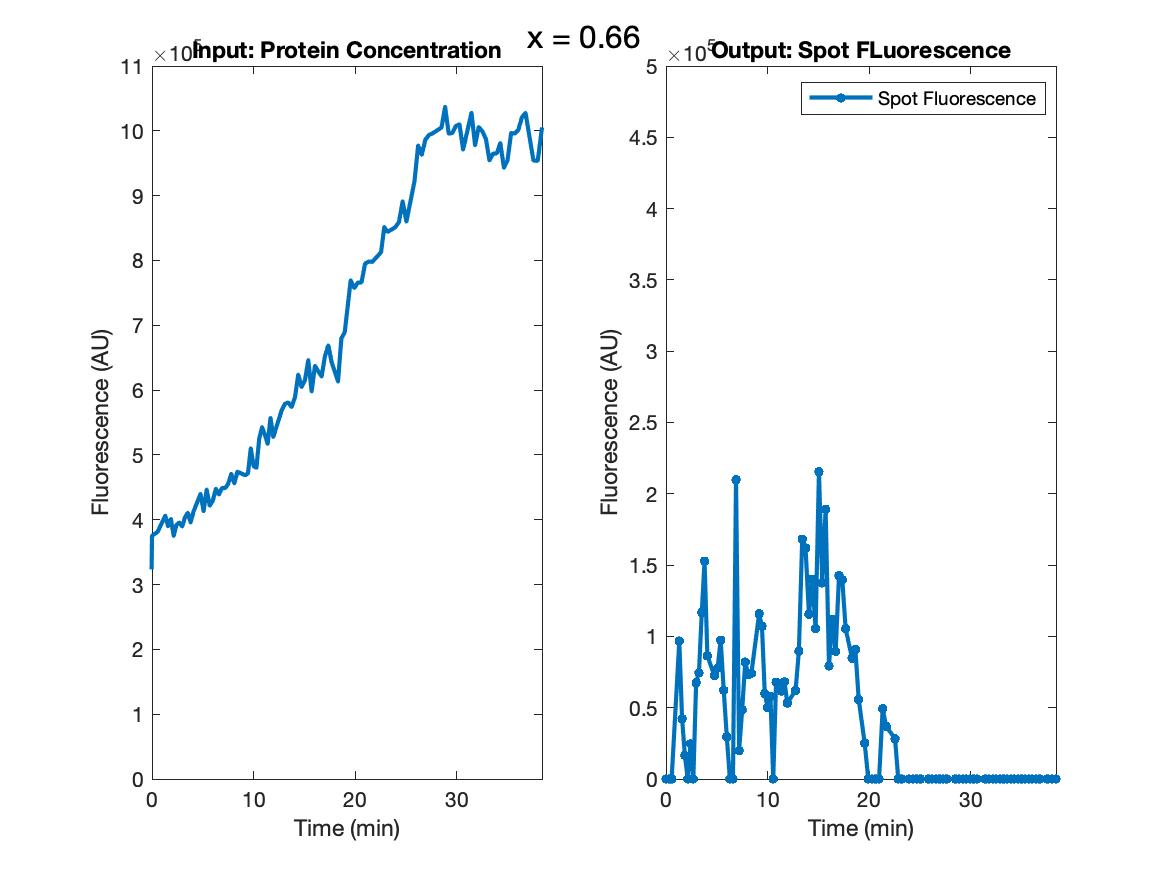 x = 0.66
×10⁵
Input: Protein Concentration
11
10
9
8
7
6
5
4
3
2
1
0
Fluorescence (AU)
0 10 20 30
Time (min)
×10⁵
Output: Spot FLuorescence
Spot Fluorescence
5
4.5
4
3.5
3
2.5
2
1.5
1
0.5
0
Fluorescence (AU)
0 10 20 30
Time (min)